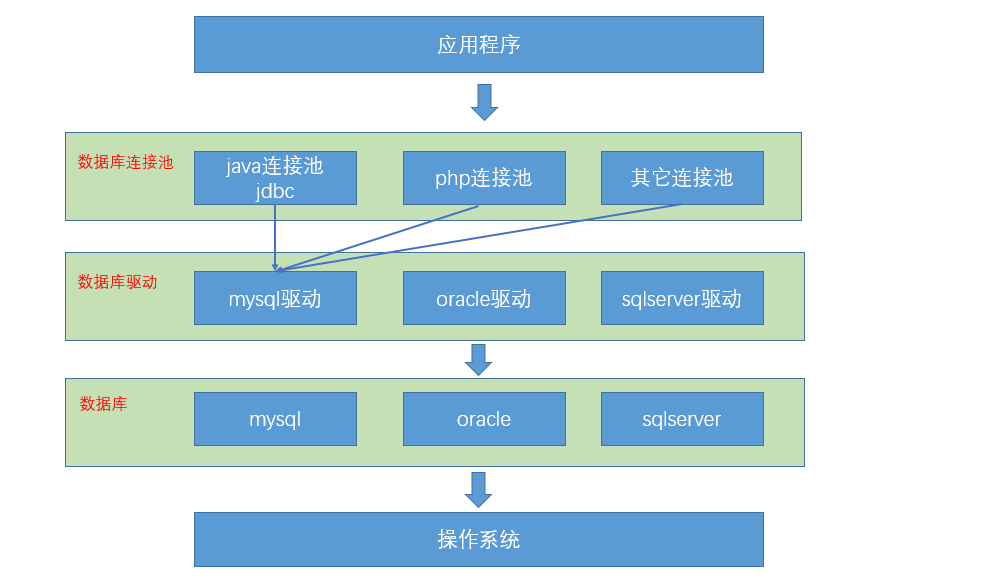 应用程序
数据库连接池
java连接池
jdbc
php连接池
其它连接池
数据库驱动
mysql驱动
oracle驱动
sqlserver驱动
数据库
mysql
oracle
sqlserver
操作系统